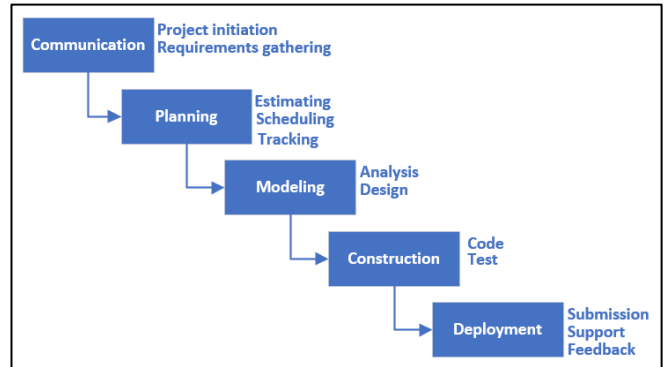 Communication
Project initiation
Requirements gathering
Planning
Estimating
Scheduling
Tracking
Modeling
Analysis
Design
Construction
Code
Test
Deployment
Submission
Support
Feedback